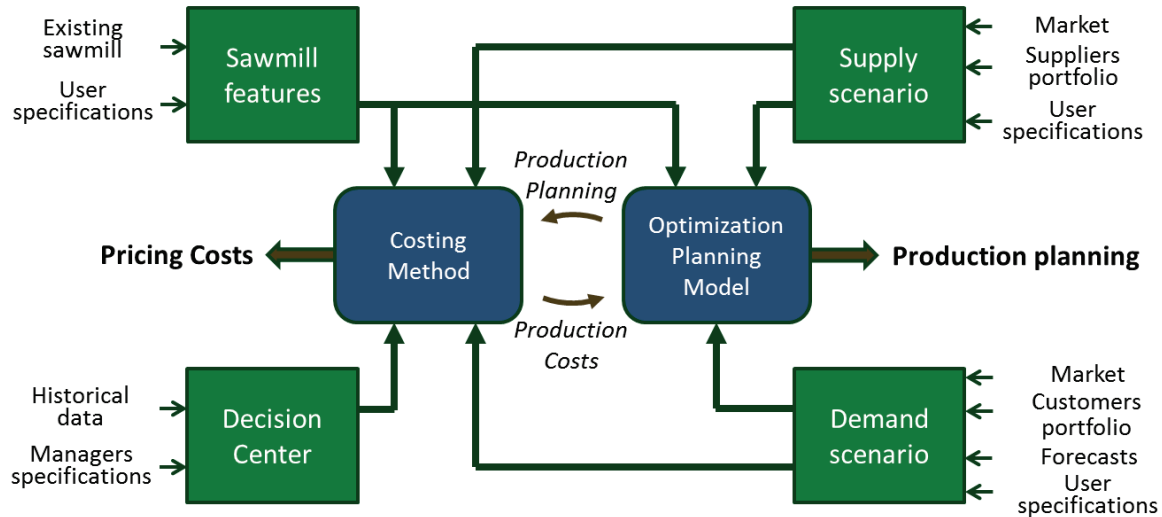 Existing
sawmill
User
specifications
Sawmill
features
Supply
scenario
Market
Suppliers
portfolio
User
specifications
Production
Planning
Pricing Costs
Costing
Method
Optimization
Planning
Model
Production planning
Production
Costs
Historical
data
Managers
specifications
Decision
Center
Demand
scenario
Market
Customers
portfolio
Forecasts
User
specifications